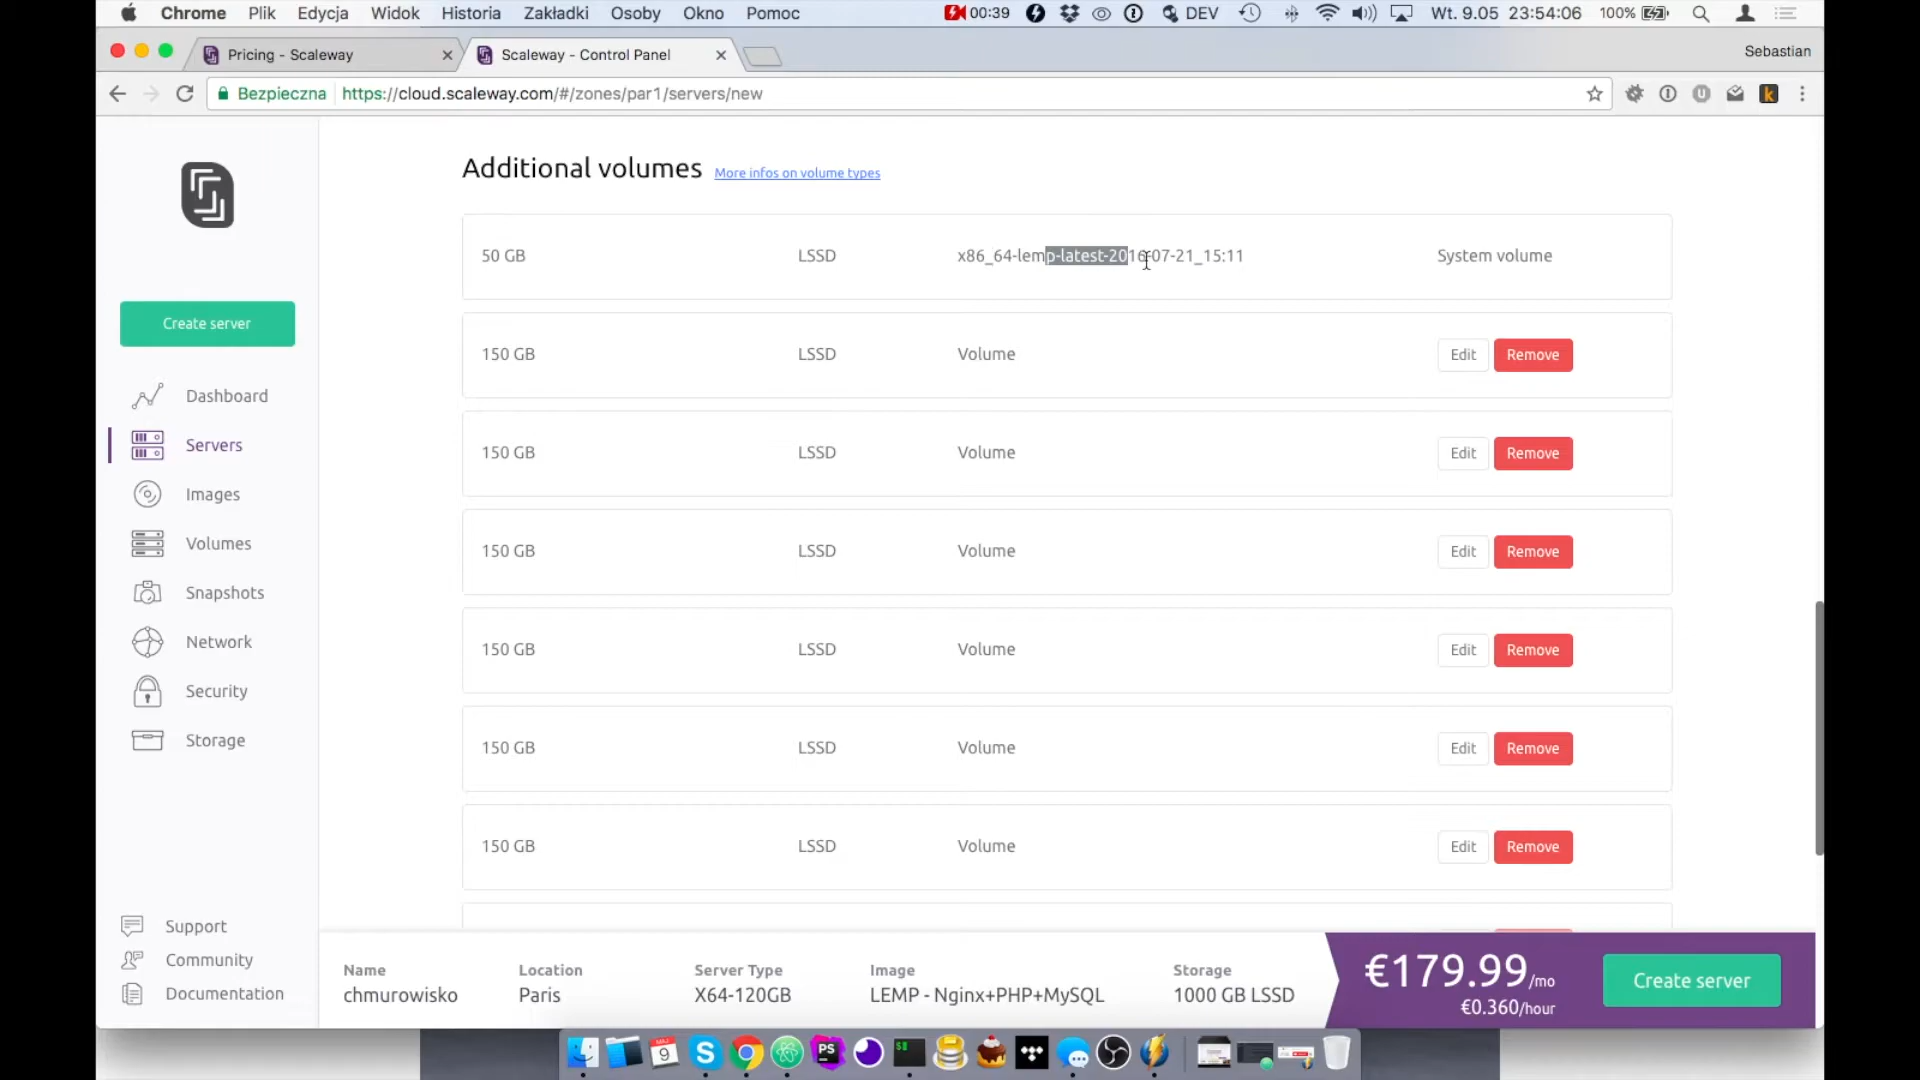 Chrome Plik Edycja Widok Historia Zakładki Osoby Okno Pomoc 00:39 DEV Wt. 9.05 23:54:06 100%
Pricing - Scaleway
Scaleway - Control Panel
Sebastian
Bezpieczna https://cloud.scaleway.com/#/zones/par1/servers/new
Create server
Dashboard
Servers
Images
Volumes
Snapshots
Network
Security
Storage
Support
Community
Documentation
Additional volumes More infos on volume types
50 GB LSSD x86_64-lemp-latest-2016-07-21_15:11 System volume
150 GB LSSD Volume Edit Remove
150 GB LSSD Volume Edit Remove
150 GB LSSD Volume Edit Remove
150 GB LSSD Volume Edit Remove
150 GB LSSD Volume Edit Remove
150 GB LSSD Volume Edit Remove
Name Location Server Type Image Storage
chmurowisko Paris X64-120GB LEMP - Nginx+PHP+MySQL 1000 GB LSSD
€179.99/mo
€0.360/hour
Create server
MAJ
9
PS
$